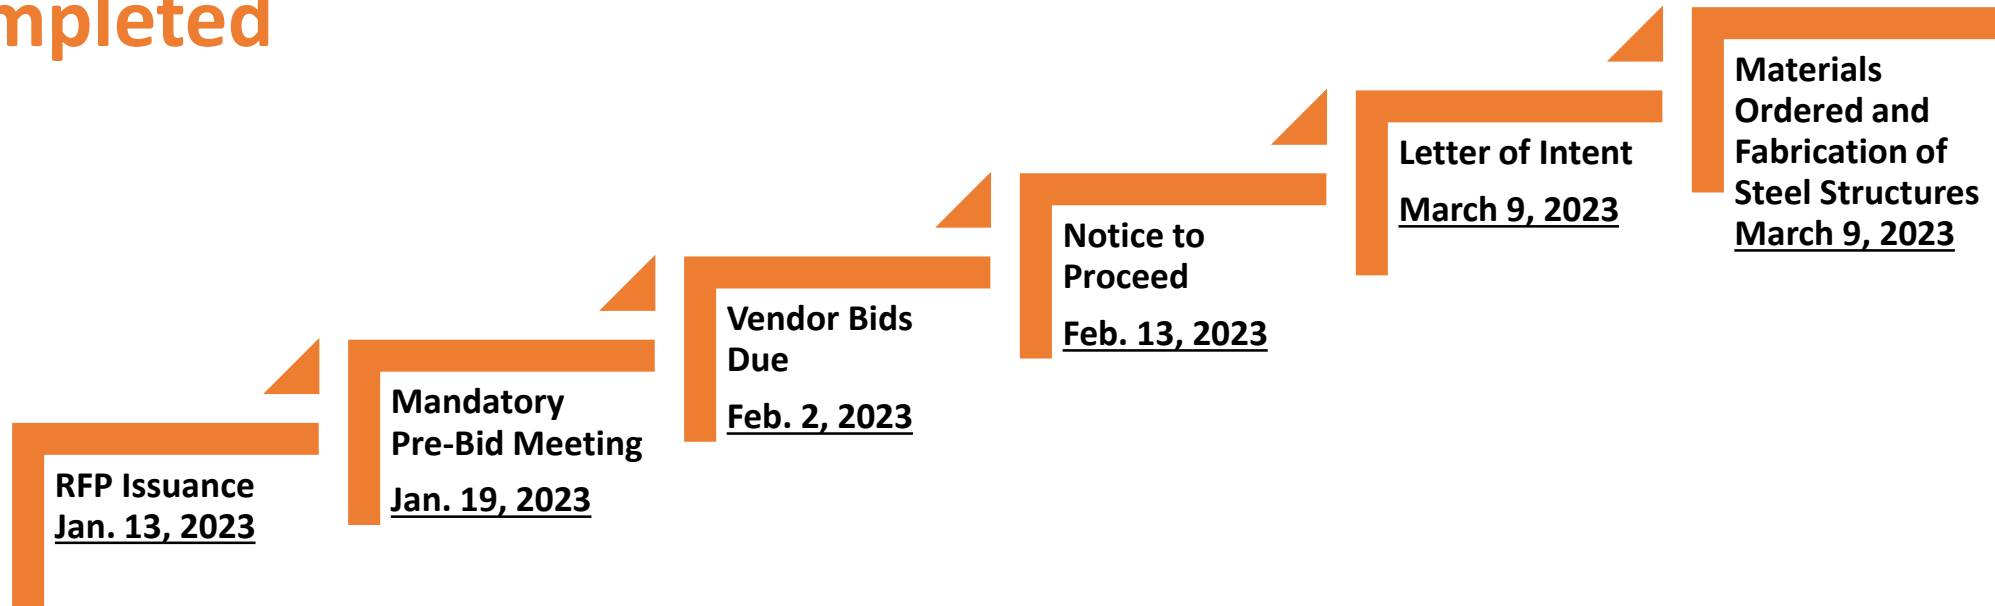 mpleted
RFP Issuance
Jan. 13, 2023
Mandatory
Pre-Bid Meeting
Jan. 19, 2023
Vendor Bids
Due
Feb. 2, 2023
Notice to
Proceed
Feb. 13, 2023
Letter of Intent
March 9, 2023
Materials
Ordered and
Fabrication of
Steel Structures
March 9, 2023